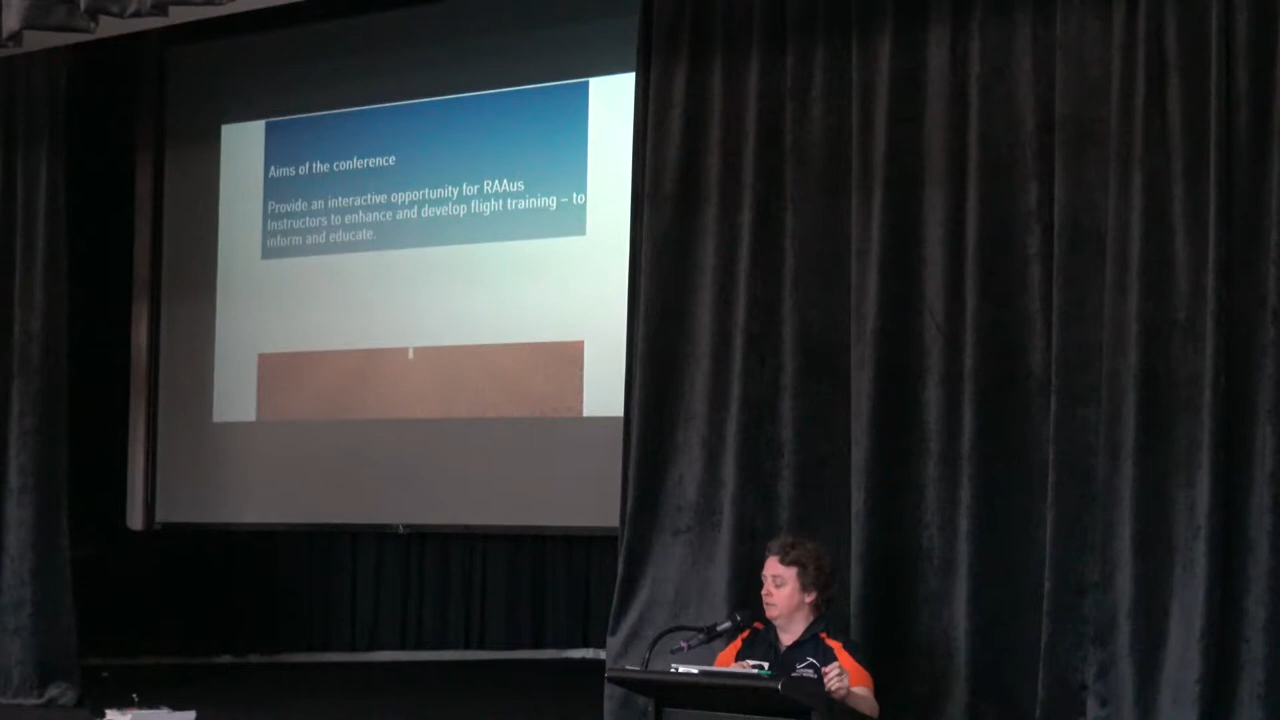 Aims of the conference
Provide an interactive opportunity for RAAus
Instructors to enhance and develop flight training – to
inform and educate.